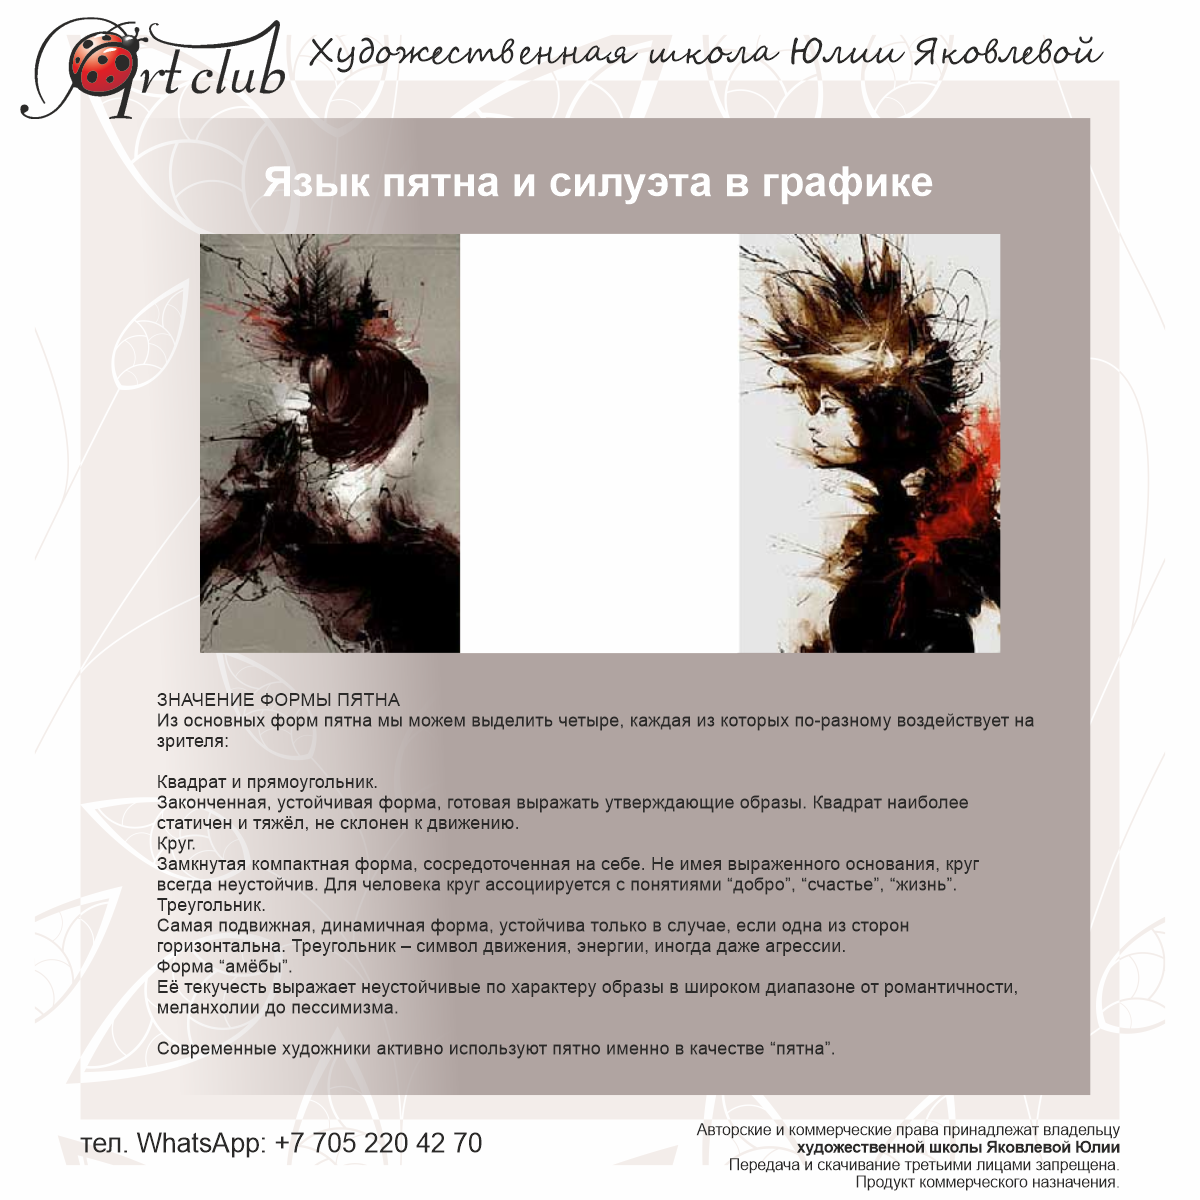 Art club
Художественная школа Юлии Яковлевой
Язык пятна и силуэта в графике
ЗНАЧЕНИЕ ФОРМЫ ПЯТНА
Из основных форм пятна мы можем выделить четыре, каждая из которых по-разному воздействует на
зрителя:
Квадрат и прямоугольник.
Законченная, устойчивая форма, готовая выражать утверждающие образы. Квадрат наиболее
статичен и тяжёл, не склонен к движению.
Круг.
Замкнутая компактная форма, сосредоточенная на себе. Не имея выраженного основания, круг
всегда неустойчив. Для человека круг ассоциируется с понятиями “добро”, “счастье”, “жизнь”.
Треугольник.
Самая подвижная, динамичная форма, устойчива только в случае, если одна из сторон
горизонтальна. Треугольник – символ движения, энергии, иногда даже агрессии.
Форма “амёбы”.
Её текучесть выражает неустойчивые по характеру образы в широком диапазоне от романтичности,
меланхолии до пессимизма.
Современные художники активно используют пятно именно в качестве “пятна”.
тел. WhatsApp: +7 705 220 42 70
Авторские и коммерческие права принадлежат владельцу
художественной школы Яковлевой Юлии
Передача и скачивание третьими лицами запрещена.
Продукт коммерческого назначения.